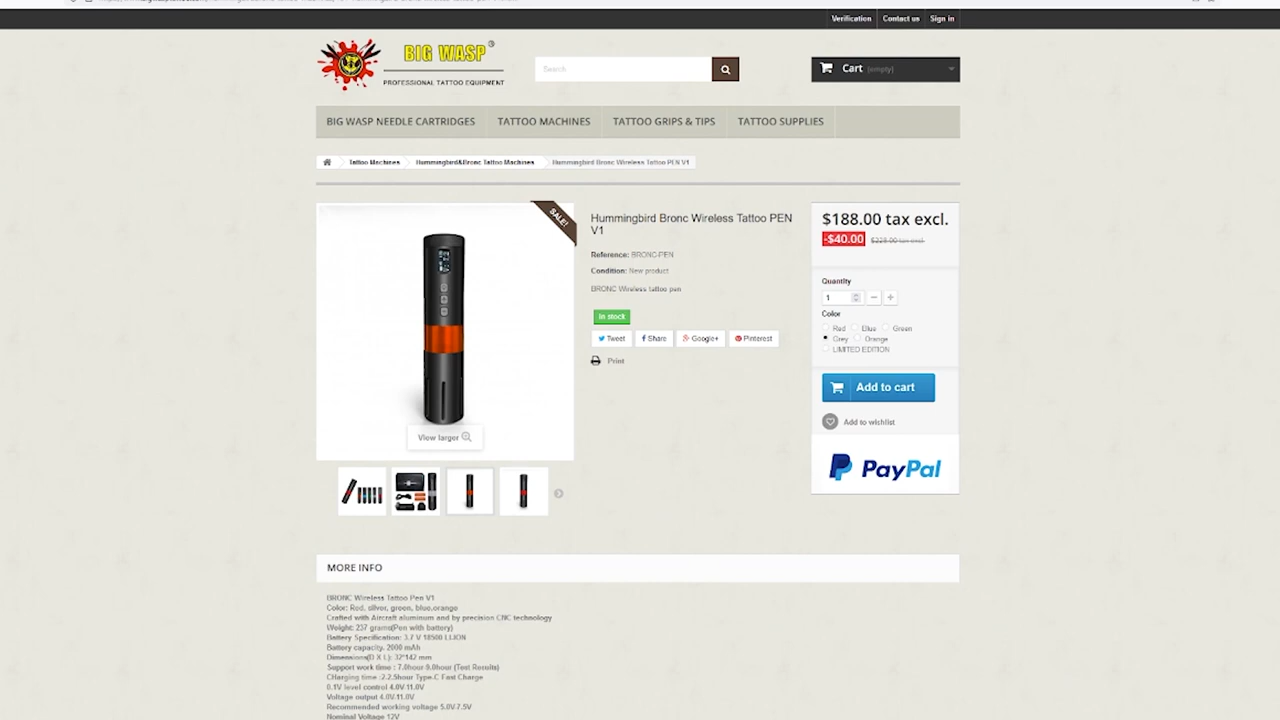 Verification
Contact us
Sign in
BIG WASP®
PROFESSIONAL TATTOO EQUIPMENT
Search
Cart (empty)
BIG WASP NEEDLE CARTRIDGES
TATTOO MACHINES
TATTOO GRIPS & TIPS
TATTOO SUPPLIES
Tattoo Machines
Hummingbird&Bronc Tattoo Machines
Hummingbird Bronc Wireless Tattoo PEN V1
SALE!
View larger
Hummingbird Bronc Wireless Tattoo PEN
V1
Reference: BRONC-PEN
Condition: New product
BRONC Wireless tattoo pen
In stock
Tweet
Share
Google+
Pinterest
Print
$188.00 tax excl.
-$40.00 $228.00 tax excl.
Quantity
1
Color
Red Blue Green
Grey Orange
LIMITED EDITION
Add to cart
Add to wishlist
PayPal
MORE INFO
BRONC Wireless Tattoo Pen V1
Color: Red, silver, green, blue,orange
Crafted with Aircraft aluminum and by precision CNC technology
Weight: 237 grams(Pen with battery)
Battery Specification: 3.7 V 18500 LI-ION
Battery capacity. 2000 mAh
Dimensions(D X L): 32*142 mm
Support work time : 7.0hour 9.0hour (Test Results)
CHarging time :2-2.5hour Type-C Fast Charge
0.1V level control 4.0V-11.0V
Voltage output 4.0V-11.0V
Recommended working voltage 5.0V-7.5V
Nominal Voltage 12V